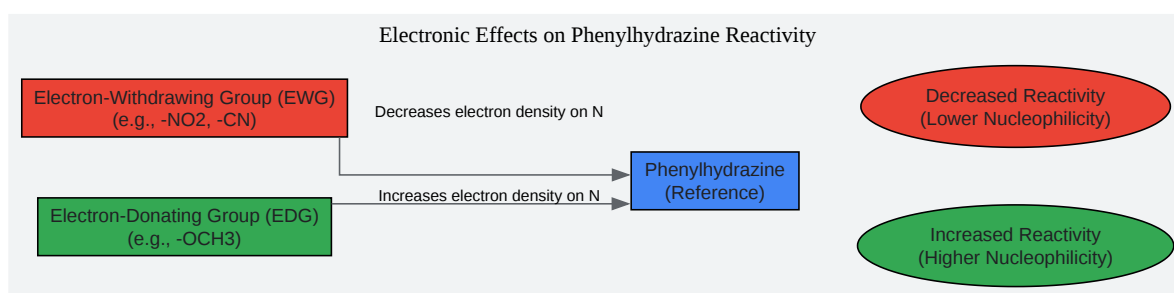 Electronic Effects on Phenylhydrazine Reactivity
Electron-Withdrawing Group (EWG)
(e.g., -NO2, -CN)
Decreases electron density on N
Decreased Reactivity
(Lower Nucleophilicity)
Phenylhydrazine
(Reference)
Increases electron density on N
Electron-Donating Group (EDG)
(e.g., -OCH3)
Increased Reactivity
(Higher Nucleophilicity)